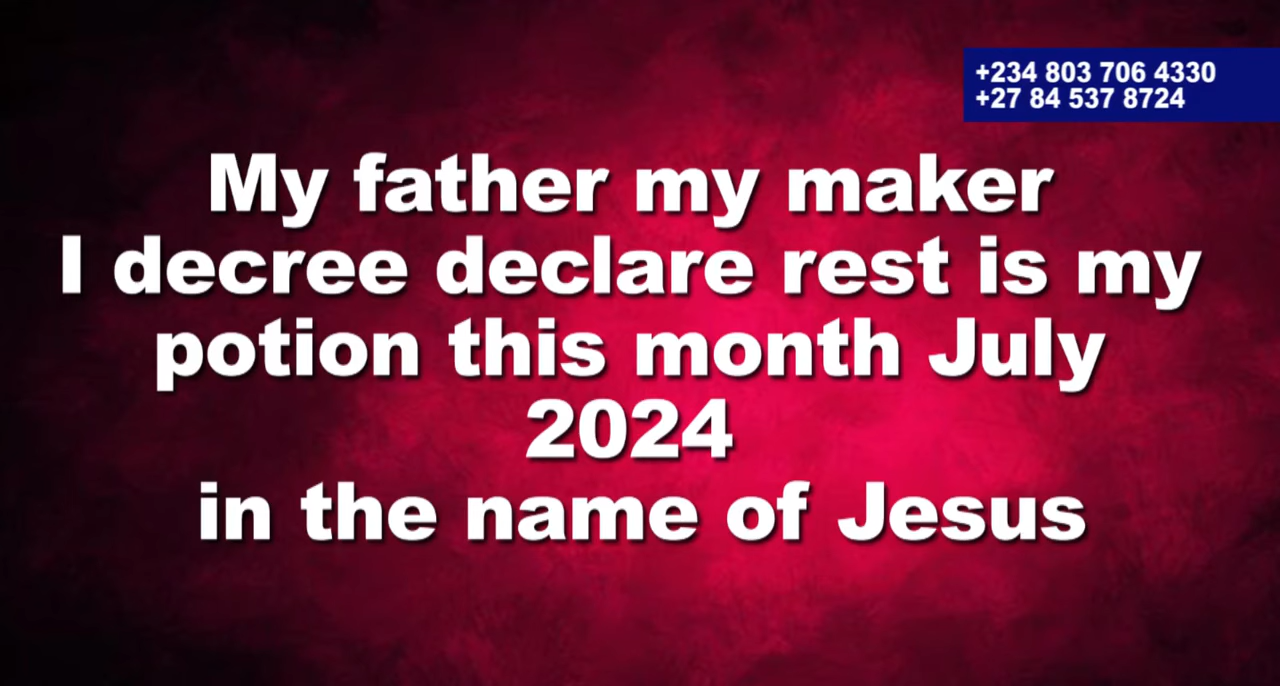 +234 803 706 4330
+27 84 537 8724
My father my maker
I decree declare rest is my
potion this month July
2024
in the name of Jesus